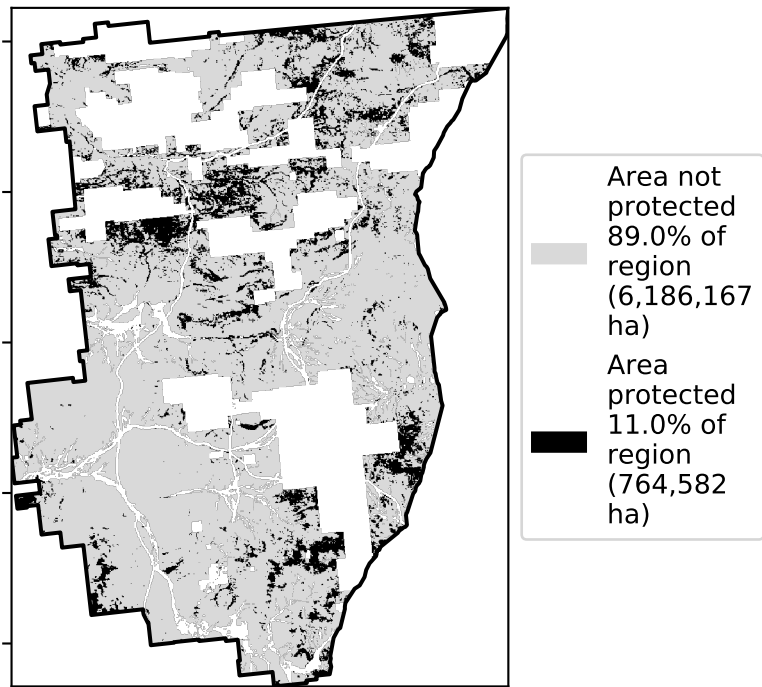 Area not
protected
89.0% of
region
(6,186,167
ha)
Area
protected
11.0% of
region
(764,582
ha)